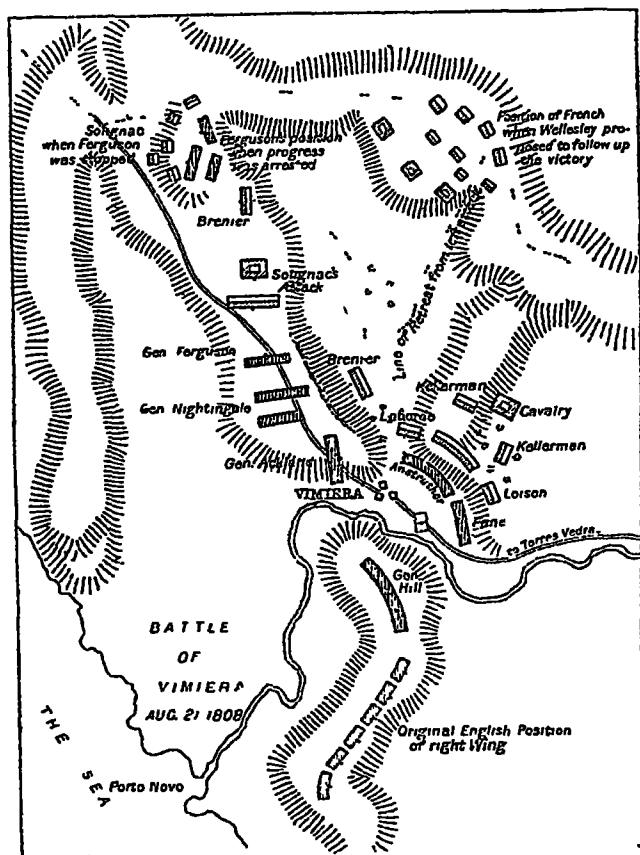 Solignac
when Ferguson
was stopped
Ferguson's position
when progress
was arrested
Position of French
when Wellesley pro-
posed to follow up
the victory
Brenier
Solignac's
Attack
Line of Retreat from
Gen Ferguson
Brenier
Kellerman
Cavalry
Gen Nightingale
Laborde
Kellerman
Gen. Acland
Anstruther
Loison
VIMIERA
Fane
to Torres Vedra-
Gen
Hill
BATTLE
OF
VIMIERA
AUG. 21 1808
Original English Position
of right Wing
THE SEA
Porto Novo